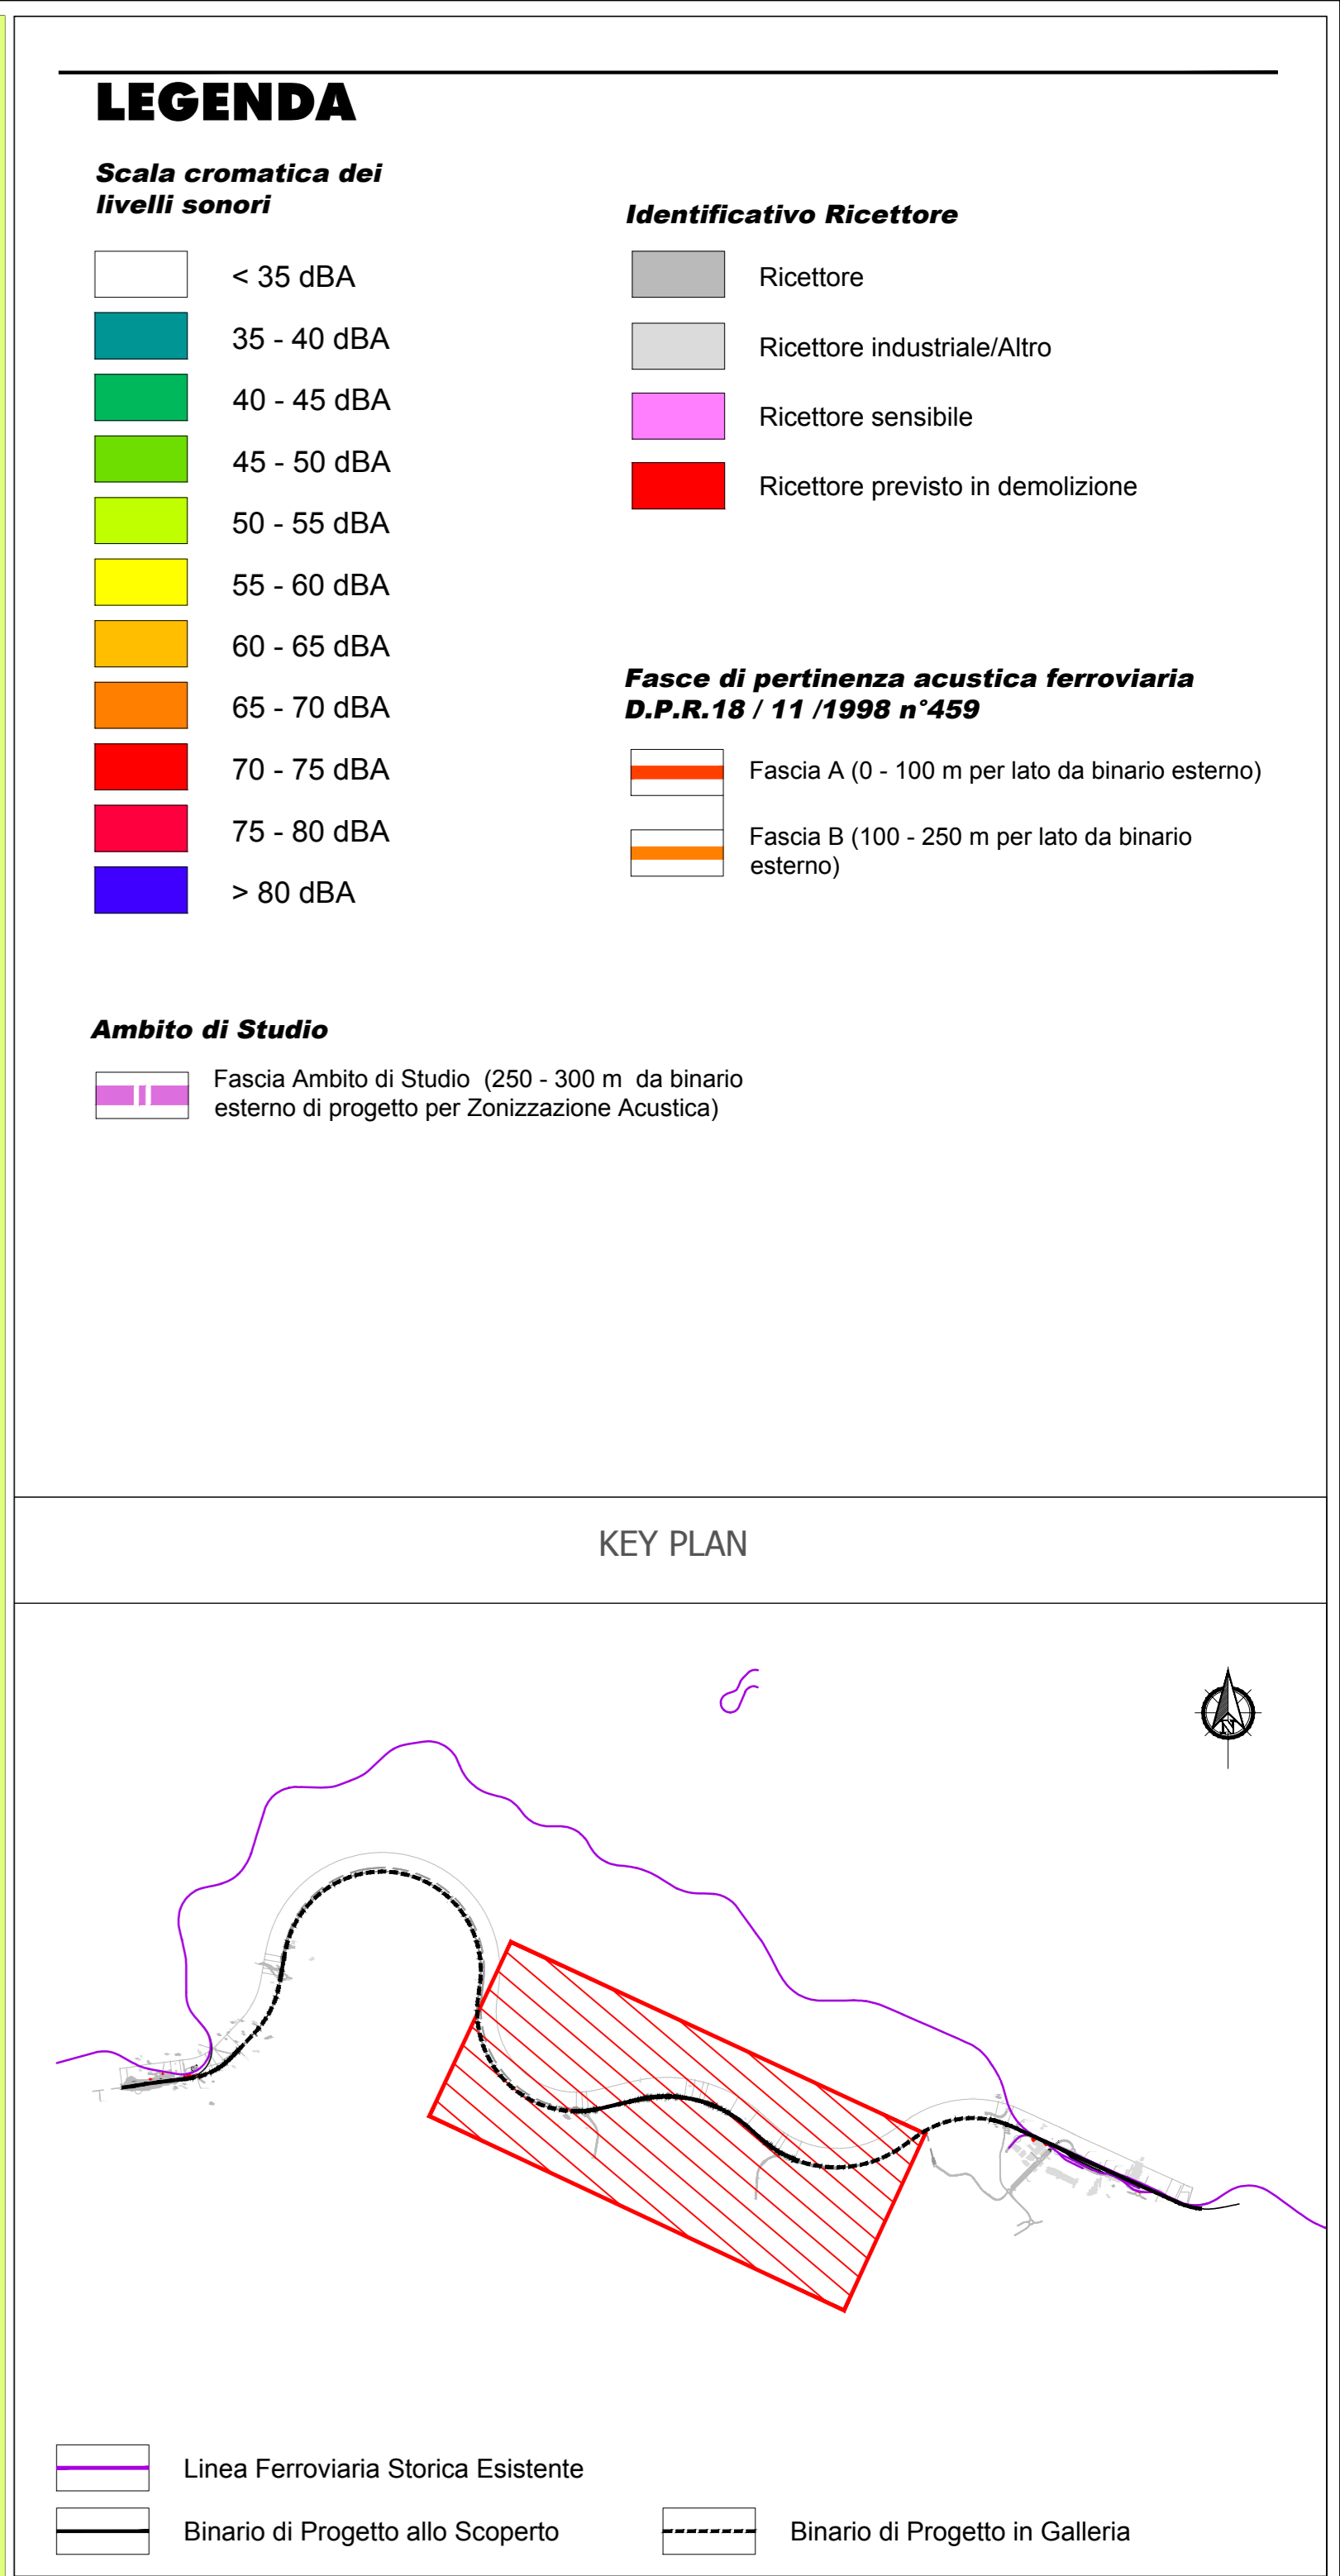 LEGENDA
Scala cromatica dei
livelli sonori
< 35 dBA
35 - 40 dBA
40 - 45 dBA
45 - 50 dBA
50 - 55 dBA
55 - 60 dBA
60 - 65 dBA
65 - 70 dBA
70 - 75 dBA
75 - 80 dBA
> 80 dBA
Identificativo Ricettore
Ricettore
Ricettore industriale/Altro
Ricettore sensibile
Ricettore previsto in demolizione
Fasce di pertinenza acustica ferroviaria
D.P.R.18 / 11 /1998 n°459
Fascia A (0 - 100 m per lato da binario esterno)
Fascia B (100 - 250 m per lato da binario
esterno)
Ambito di Studio
Fascia Ambito di Studio (250 - 300 m da binario
esterno di progetto per Zonizzazione Acustica)
KEY PLAN
N
Linea Ferroviaria Storica Esistente
Binario di Progetto allo Scoperto
Binario di Progetto in Galleria